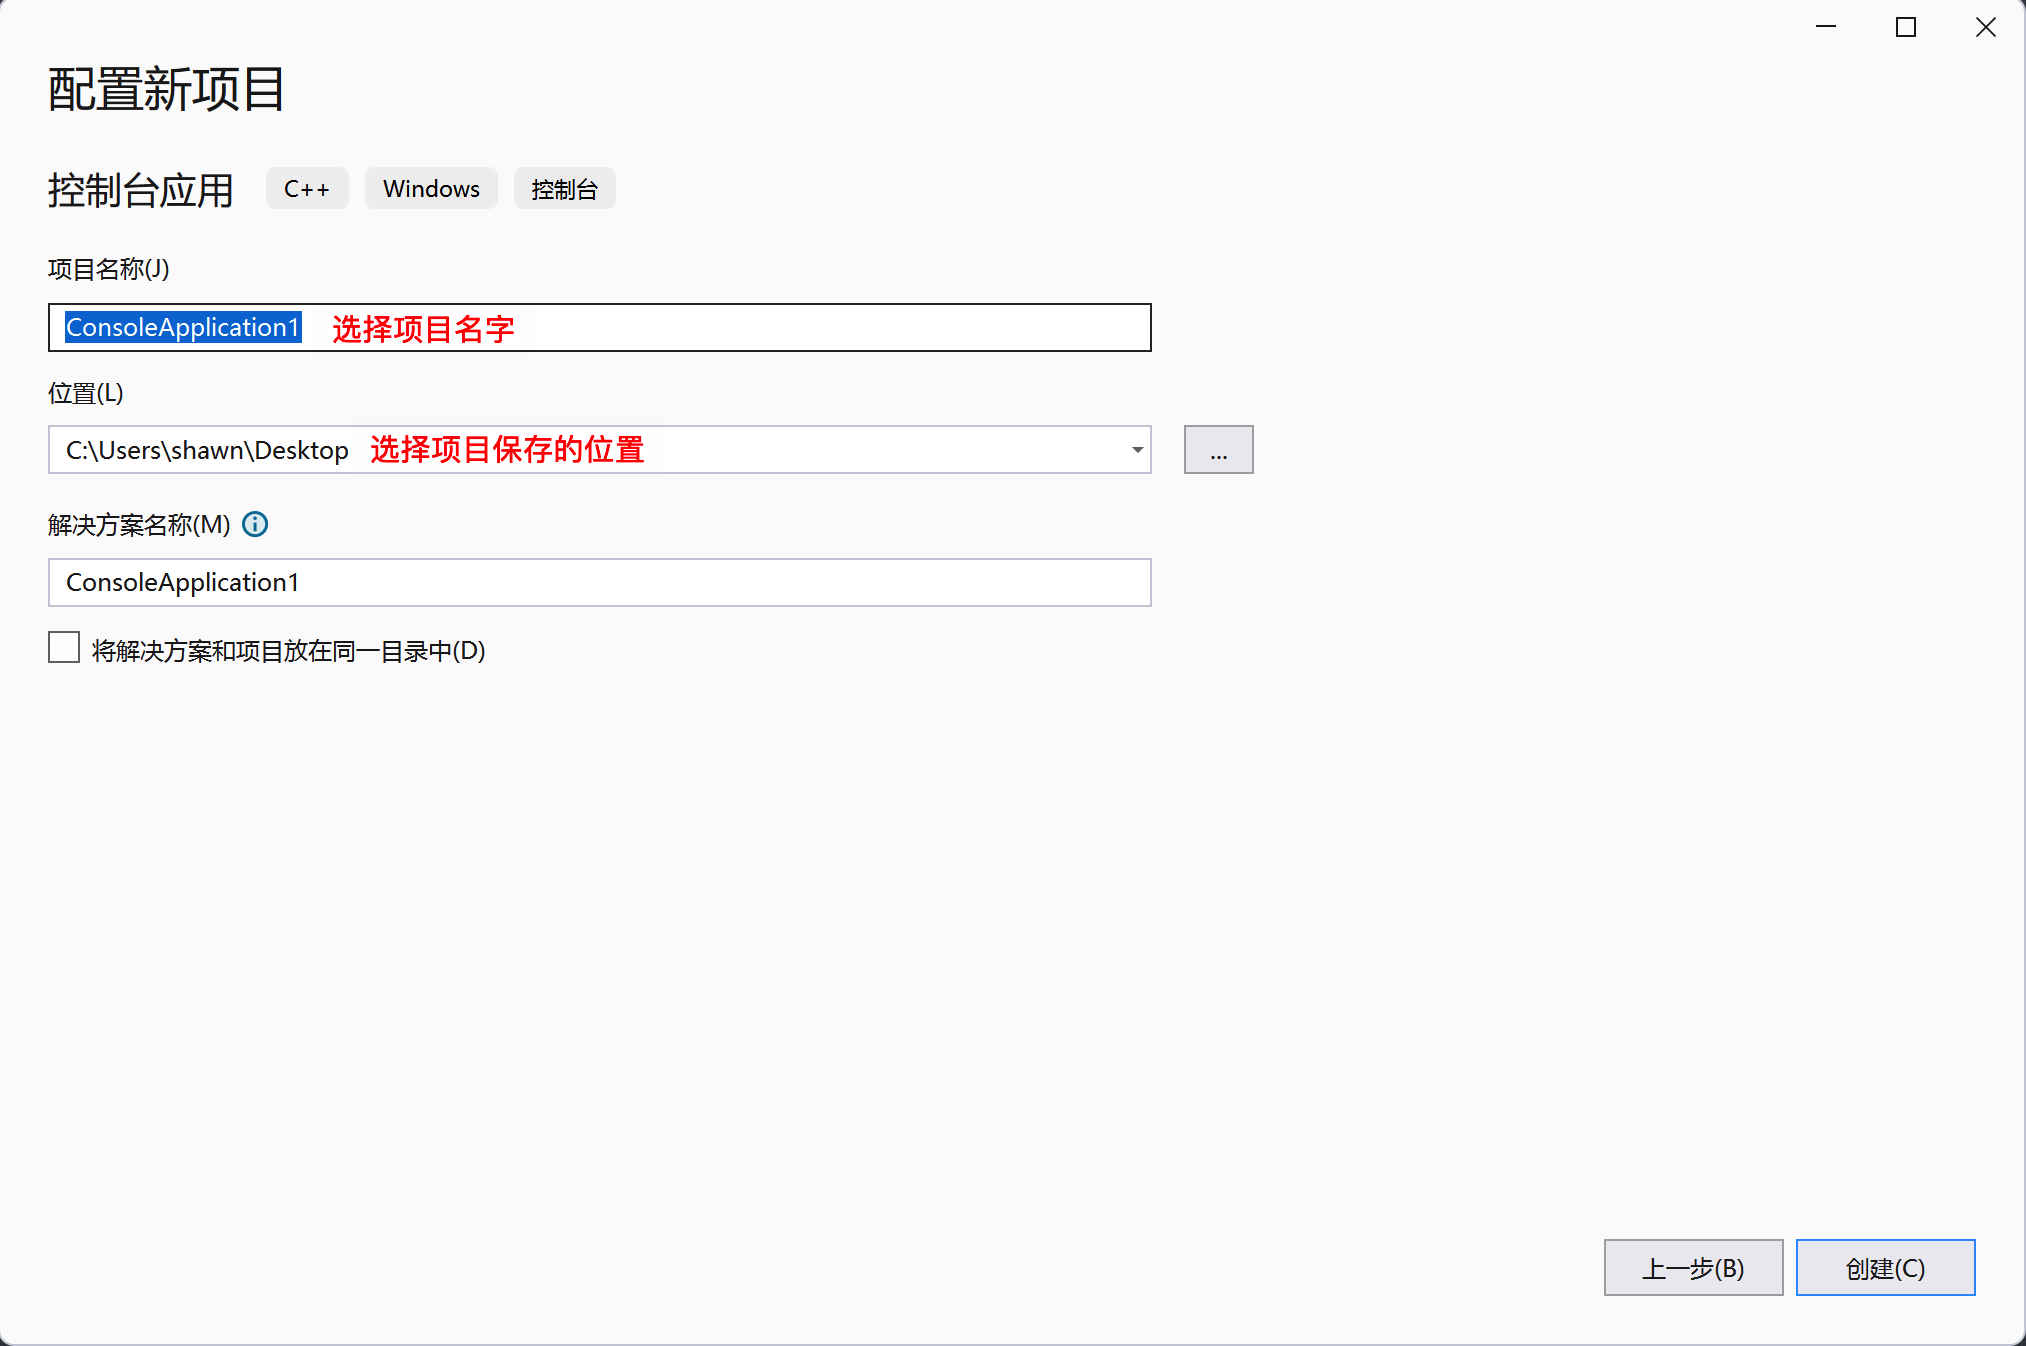 配置新项目
控制台应用 C++ Windows 控制台
项目名称(J)
ConsoleApplication1 选择项目名字
位置(L)
C:\Users\shawn\Desktop 选择项目保存的位置 ...
解决方案名称(M)
ConsoleApplication1
将解决方案和项目放在同一目录中(D)
上一步(B) 创建(C)